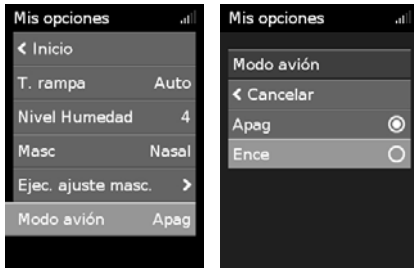 Mis opciones
< Inicio
T. rampa Auto
Nivel Humedad 4
Masc Nasal
Ejec. ajuste masc. >
Modo avión Apag
Mis opciones
Modo avión
< Cancelar
Apag
Ence